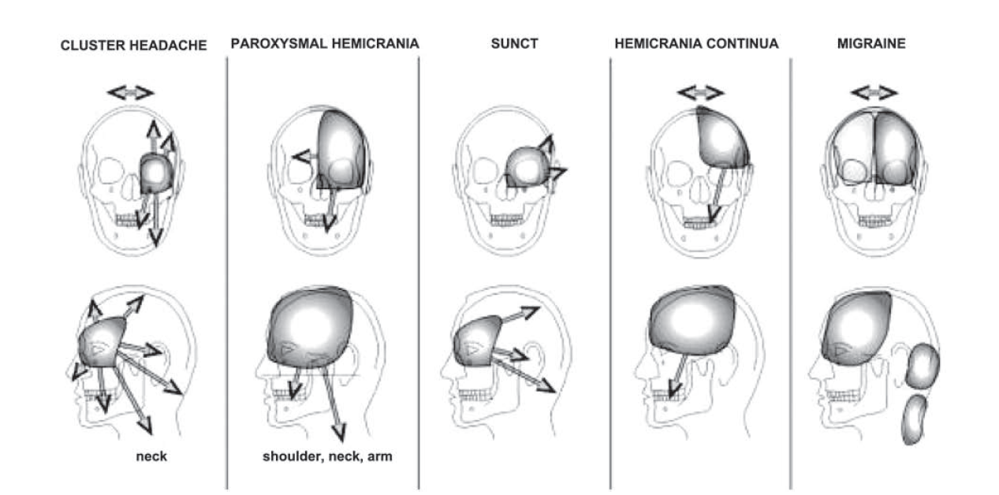 CLUSTER HEADACHE
PAROXYSMAL HEMICRANIA
SUNCT
HEMICRANIA CONTINUA
MIGRAINE
neck
shoulder, neck, arm